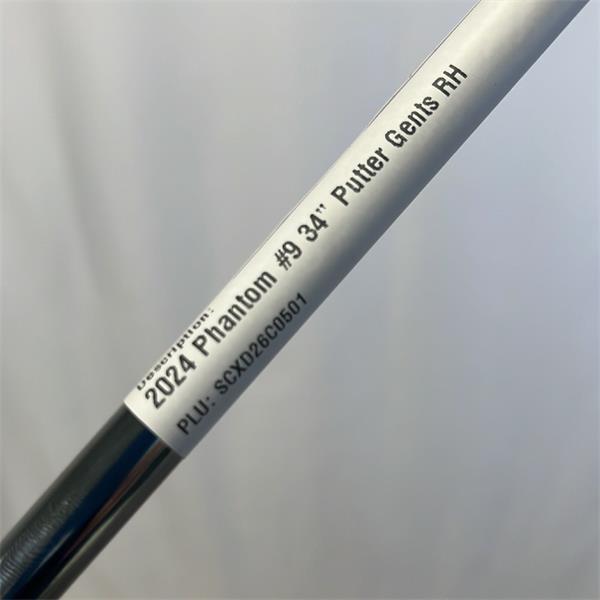 Description:
2024 Phantom #9 34" Putter Gents RH
PLU: SCXD26C0501